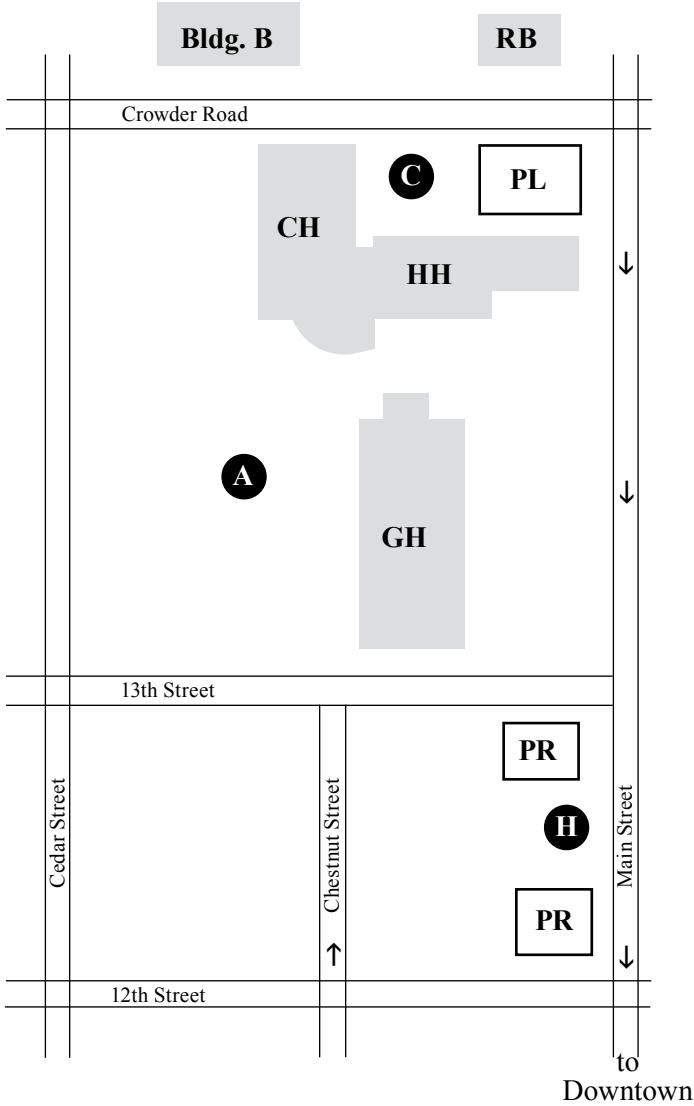 Bldg. B
RB
Crowder Road
C
PL
CH
HH
A
GH
13th Street
PR
Cedar Street
Chestnut Street
H
Main Street
PR
12th Street
to
Downtown